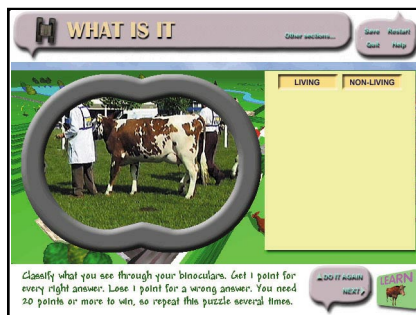 WHAT IS IT
Other sections...
Save Restart
Quit Help
LIVING NON-LIVING
Classify what you see through your binoculars. Get 1 point for
every right answer. Lose 1 point for a wrong answer. You need
20 points or more to win, so repeat this puzzle several times.
DO IT AGAIN
NEXT
LEARN